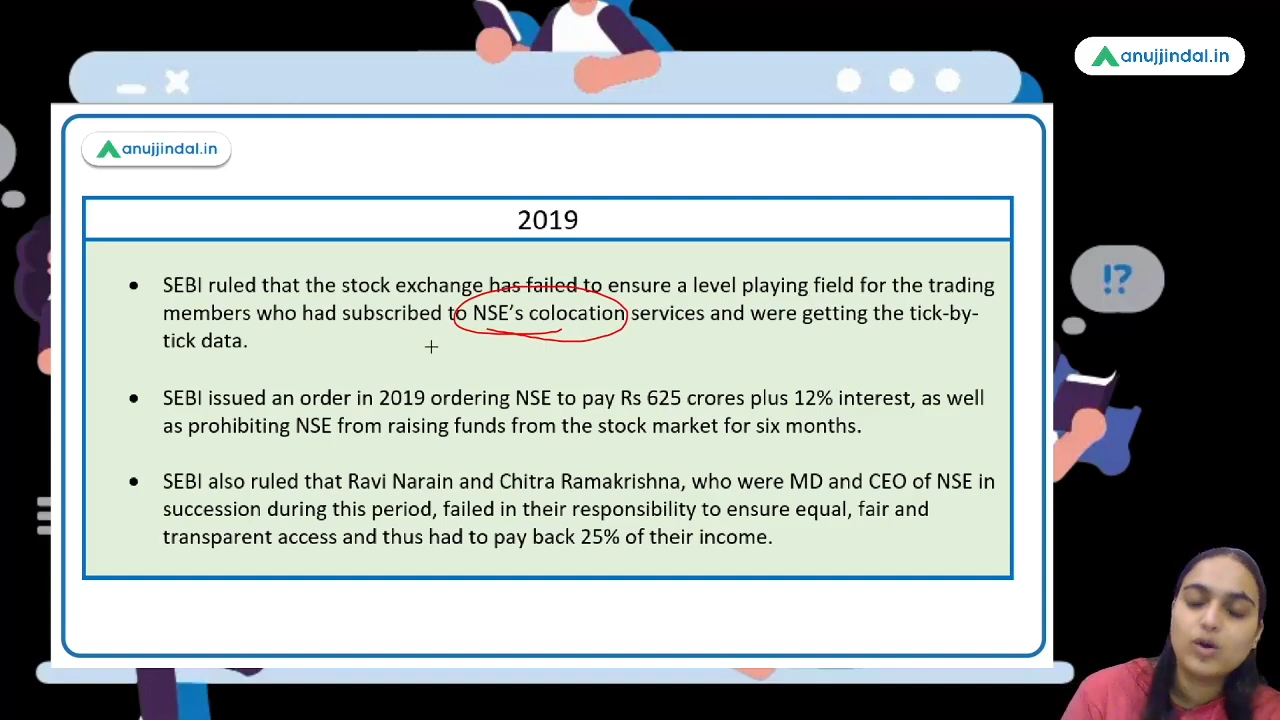 anujjindal.in
anujjindal.in
2019
• SEBI ruled that the stock exchange has failed to ensure a level playing field for the trading
members who had subscribed to NSE's colocation services and were getting the tick-by-
tick data.
• SEBI issued an order in 2019 ordering NSE to pay Rs 625 crores plus 12% interest, as well
as prohibiting NSE from raising funds from the stock market for six months.
• SEBI also ruled that Ravi Narain and Chitra Ramakrishna, who were MD and CEO of NSE in
succession during this period, failed in their responsibility to ensure equal, fair and
transparent access and thus had to pay back 25% of their income.
!?